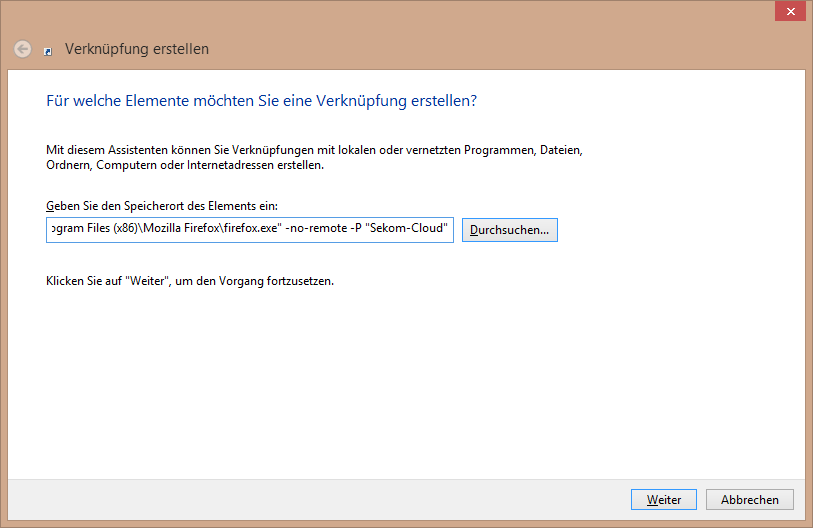 Verknüpfung erstellen
Für welche Elemente möchten Sie eine Verknüpfung erstellen?
Mit diesem Assistenten können Sie Verknüpfungen mit lokalen oder vernetzten Programmen, Dateien,
Ordnern, Computern oder Internetadressen erstellen.
Geben Sie den Speicherort des Elements ein:
ogram Files (x86)\Mozilla Firefox\firefox.exe" -no-remote -P "Sekom-Cloud"
Durchsuchen...
Klicken Sie auf "Weiter", um den Vorgang fortzusetzen.
Weiter
Abbrechen